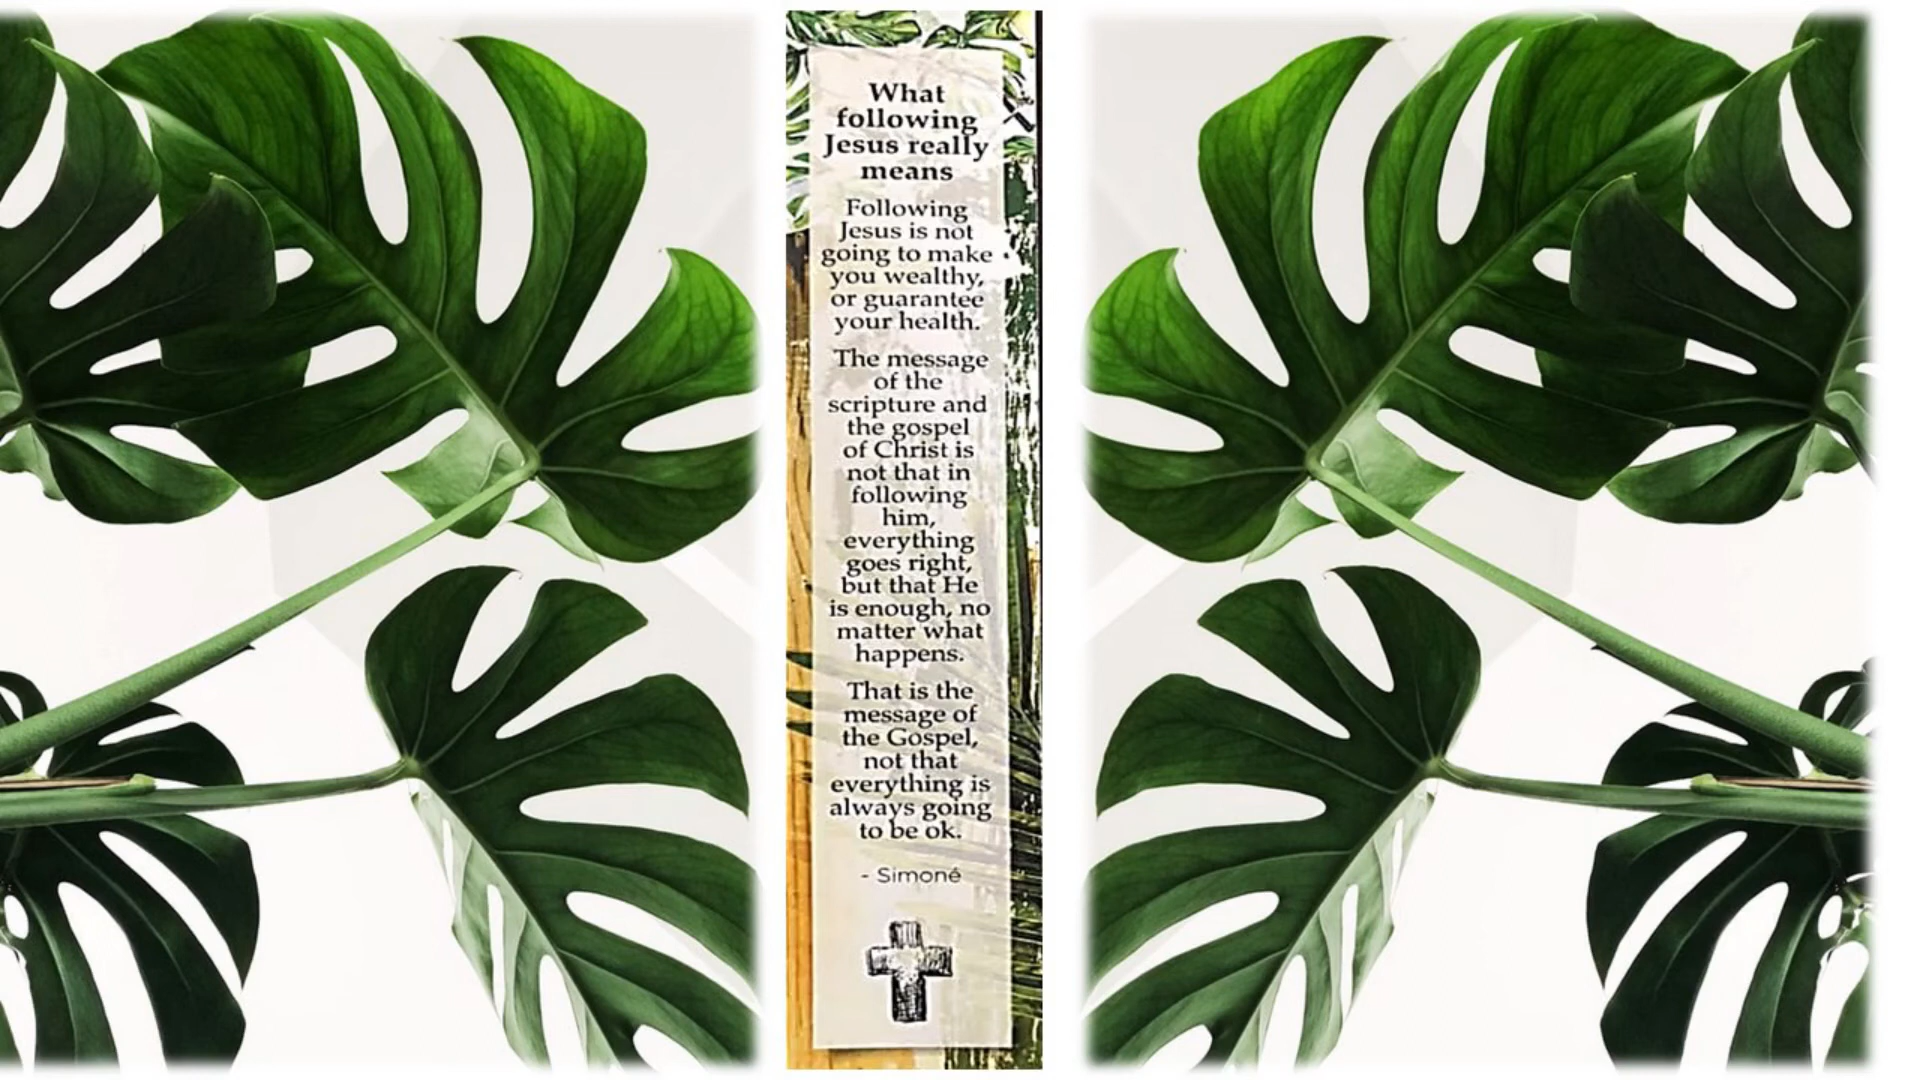 What
following
Jesus really
means
Following
Jesus is not
going to make
you wealthy,
or guarantee
your health.
The message
of the
scripture and
the gospel
of Christ is
not that in
following
him,
everything
goes right,
but that He
is enough, no
matter what
happens.
That is the
message of
the Gospel,
not that
everything is
always going
to be ok.
- Simoné